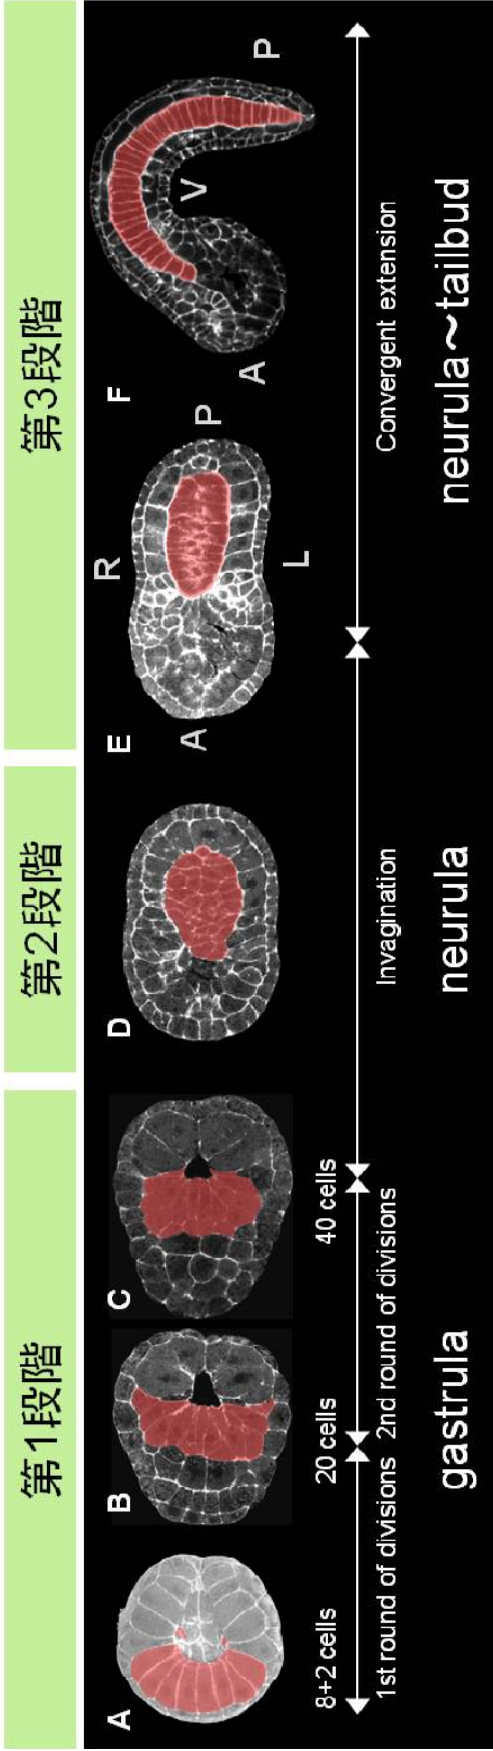 第1段階
第2段階
第3段階
A
B
C
D
E
F
R
A
P
L
V
A
P
8+2 cells
20 cells
40 cells
1st round of divisions
2nd round of divisions
Invagination
Convergent extension
gastrula
neurula
neurula～tailbud